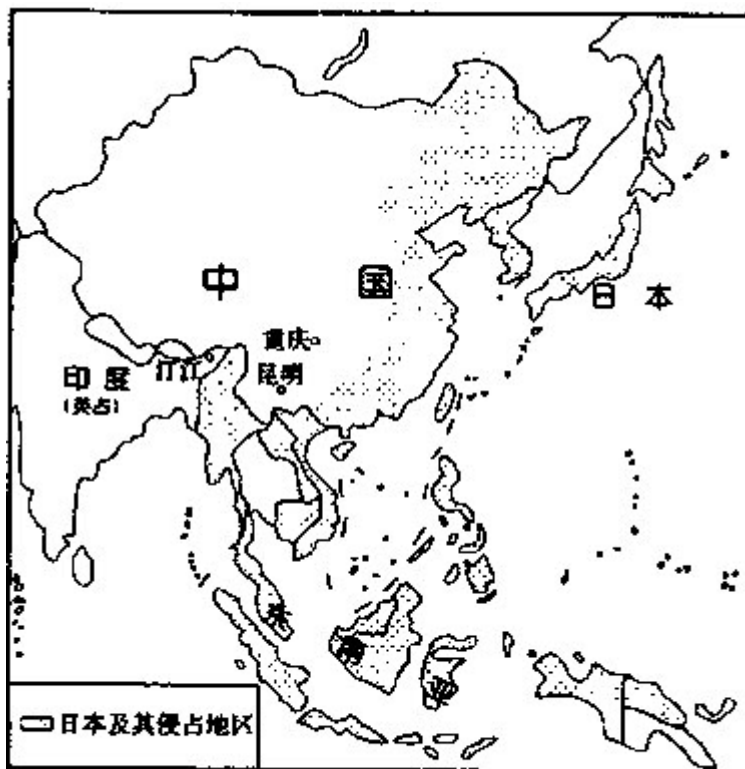 中 国
日 本
重庆
汀江
昆明
印度
(英占)
东
南
亚
日本及其侵占地区